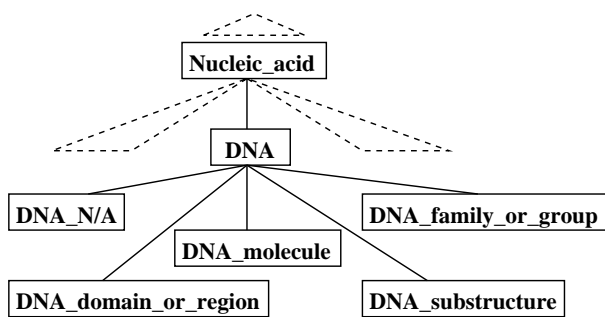 Nucleic_acid
DNA
DNA_N/A
DNA_family_or_group
DNA_molecule
DNA_domain_or_region
DNA_substructure